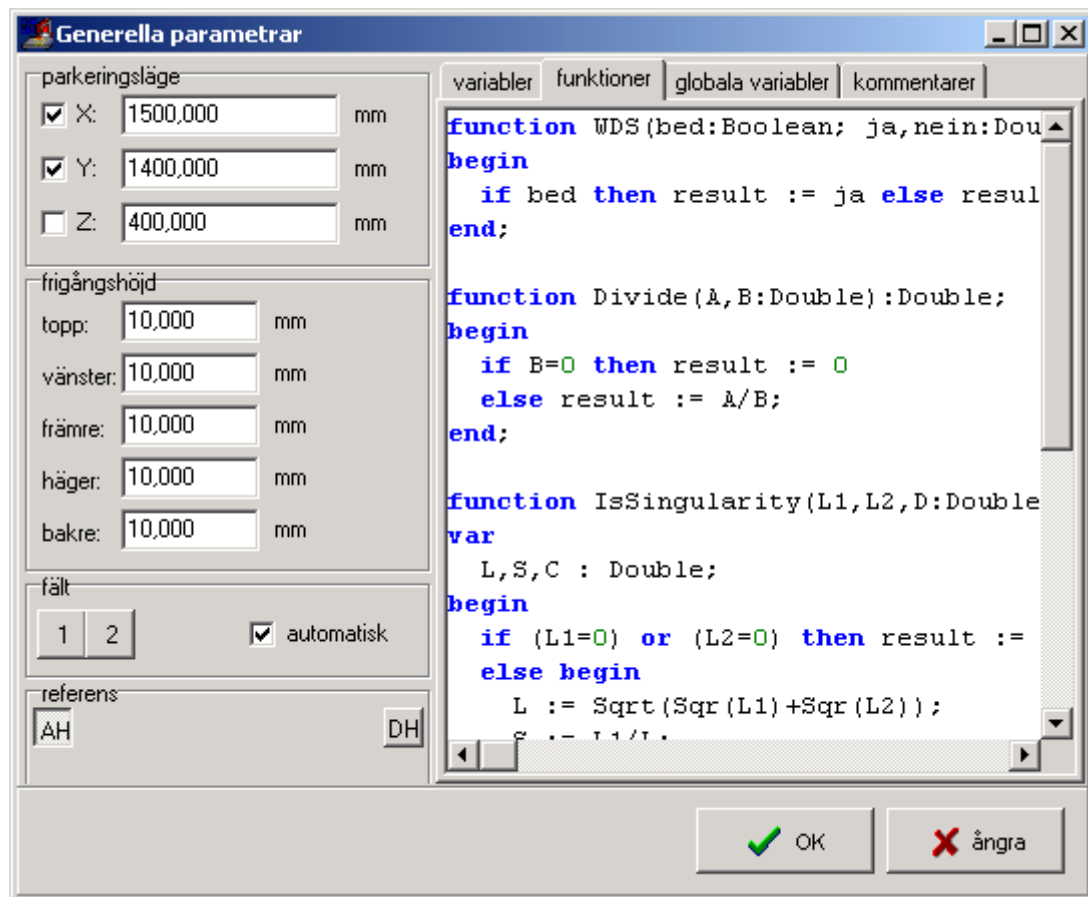 Generella parametrar
parkeringsläge
X: 1500,000 mm
Y: 1400,000 mm
Z: 400,000 mm
frigångshöjd
topp: 10,000 mm
vänster: 10,000 mm
främre: 10,000 mm
häger: 10,000 mm
bakre: 10,000 mm
fält
1 2 automatisk
referens
AH DH
variabler funktioner globala variabler kommentarer
function WDS(bed:Boolean; ja,nein:Dou
begin
if bed then result := ja else resul
end;
function Divide(A,B:Double):Double;
begin
if B=0 then result := 0
else result := A/B;
end;
function IsSingularity(L1,L2,D:Double
var
L,S,C : Double;
begin
if (L1=0) or (L2=0) then result :=
else begin
L := Sqrt(Sqr(L1)+Sqr(L2));
S := L1/L;
OK ångra